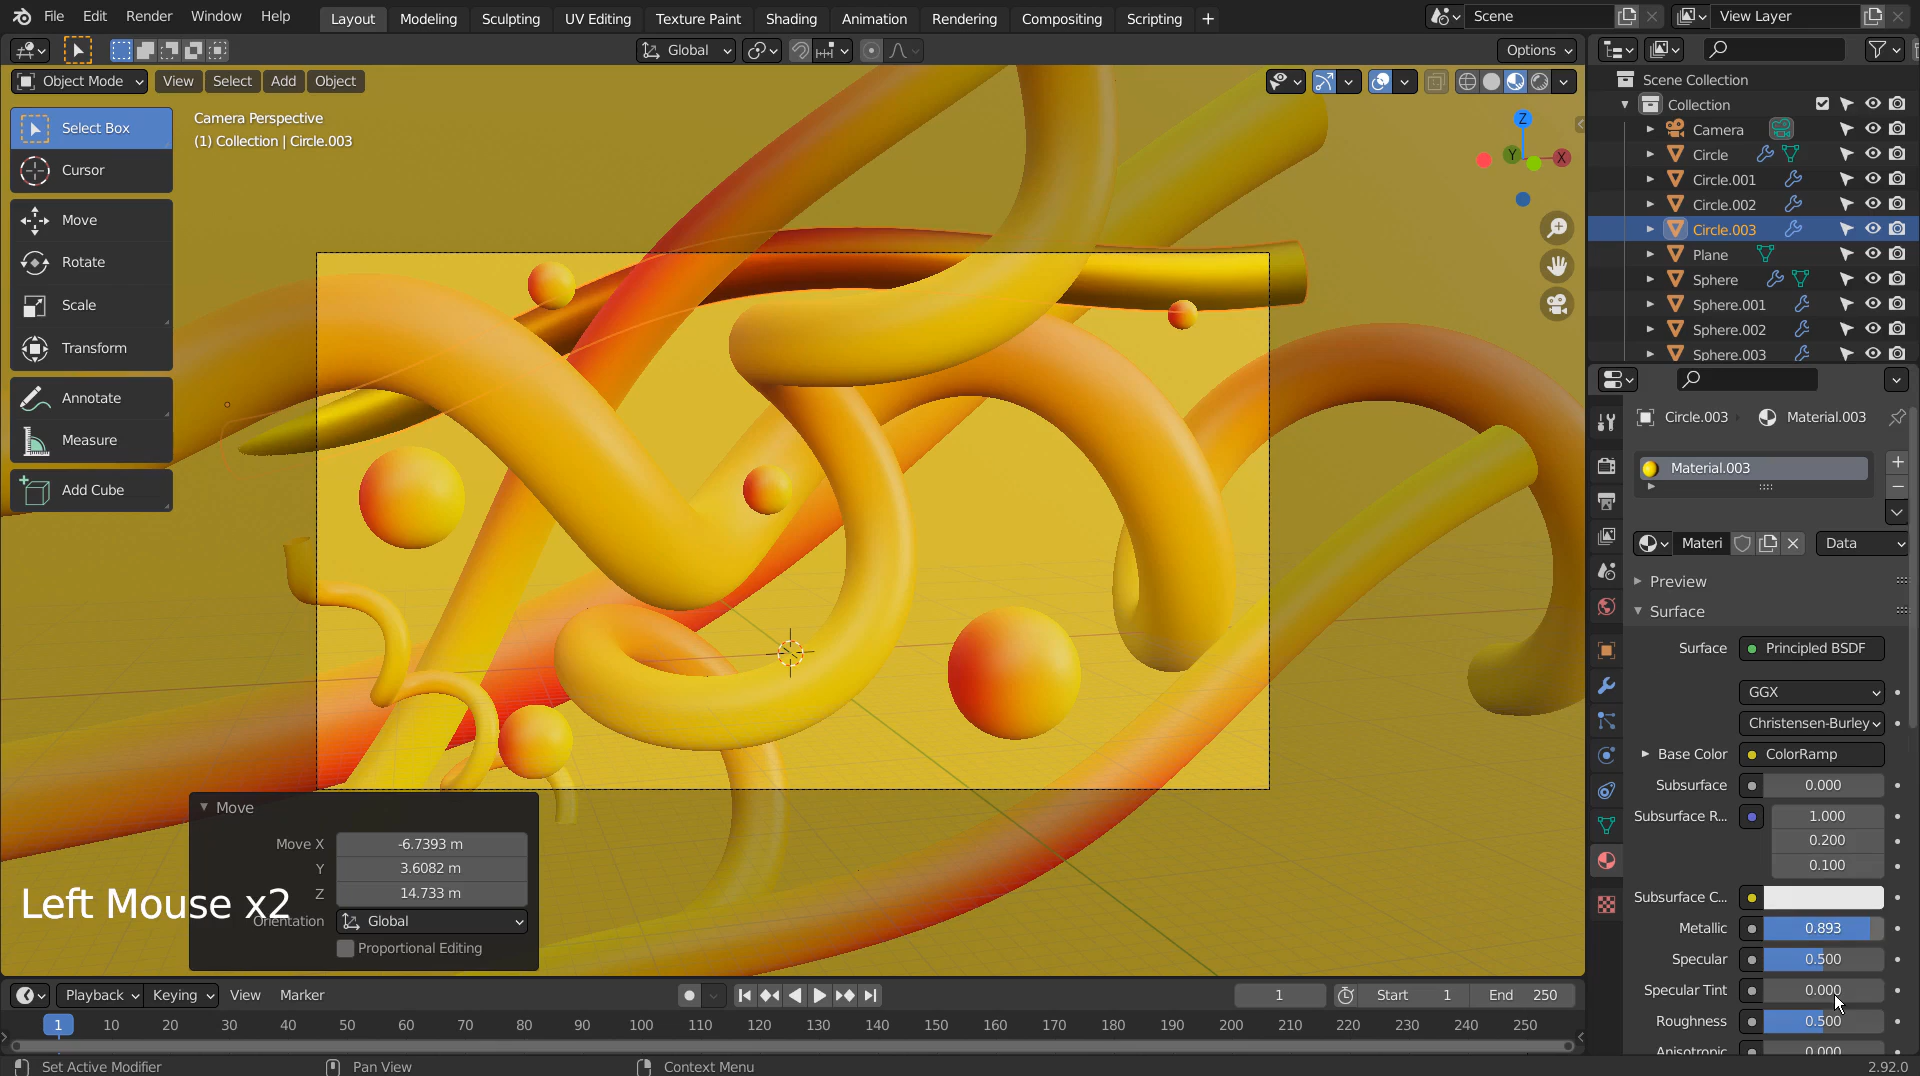 File Edit Render Window Help Layout Modeling Sculpting UV Editing Texture Paint Shading Animation Rendering Compositing Scripting + Scene View Layer
Global Options
Object Mode View Select Add Object
Scene Collection
Collection
Camera
Circle
Circle.001
Circle.002
Circle.003
Plane
Sphere
Sphere.001
Sphere.002
Sphere.003
Select Box
Cursor
Move
Rotate
Scale
Transform
Annotate
Measure
Add Cube
Camera Perspective
(1) Collection | Circle.003
Z
Y
X
Circle.003 Material.003
Material.003
Materi Data
Preview
Surface
Surface Principled BSDF
GGX
Christensen-Burley
Base Color ColorRamp
Subsurface 0.000
Subsurface R... 1.000
0.200
0.100
Subsurface C...
Metallic 0.893
Specular 0.500
Specular Tint 0.000
Roughness 0.500
Anisotropic 0.000
Move
Move X -6.7393 m
Y 3.6082 m
Z 14.733 m
Orientation Global
Proportional Editing
Left Mouse x2
Playback Keying View Marker 1 Start 1 End 250
1 10 20 30 40 50 60 70 80 90 100 110 120 130 140 150 160 170 180 190 200 210 220 230 240 250
Set Active Modifier Pan View Context Menu 2.92.0